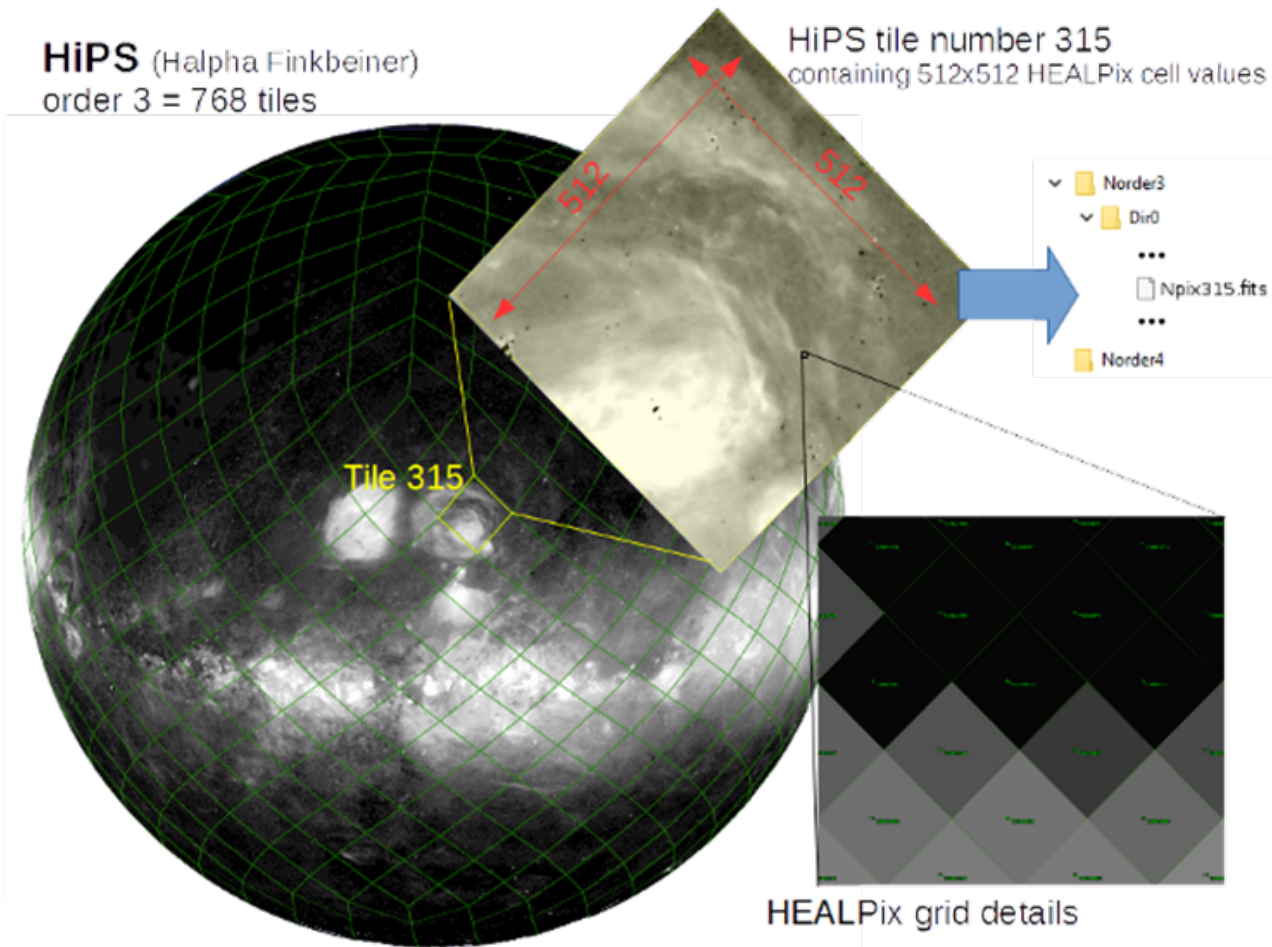 HiPS (Halpha Finkbeiner)
order 3 = 768 tiles
HiPS tile number 315
containing 512x512 HEALPix cell values
512
512
Norder3
Dir0
•••
Npix315.fits
•••
Norder4
Tile 315
HEALPix grid details